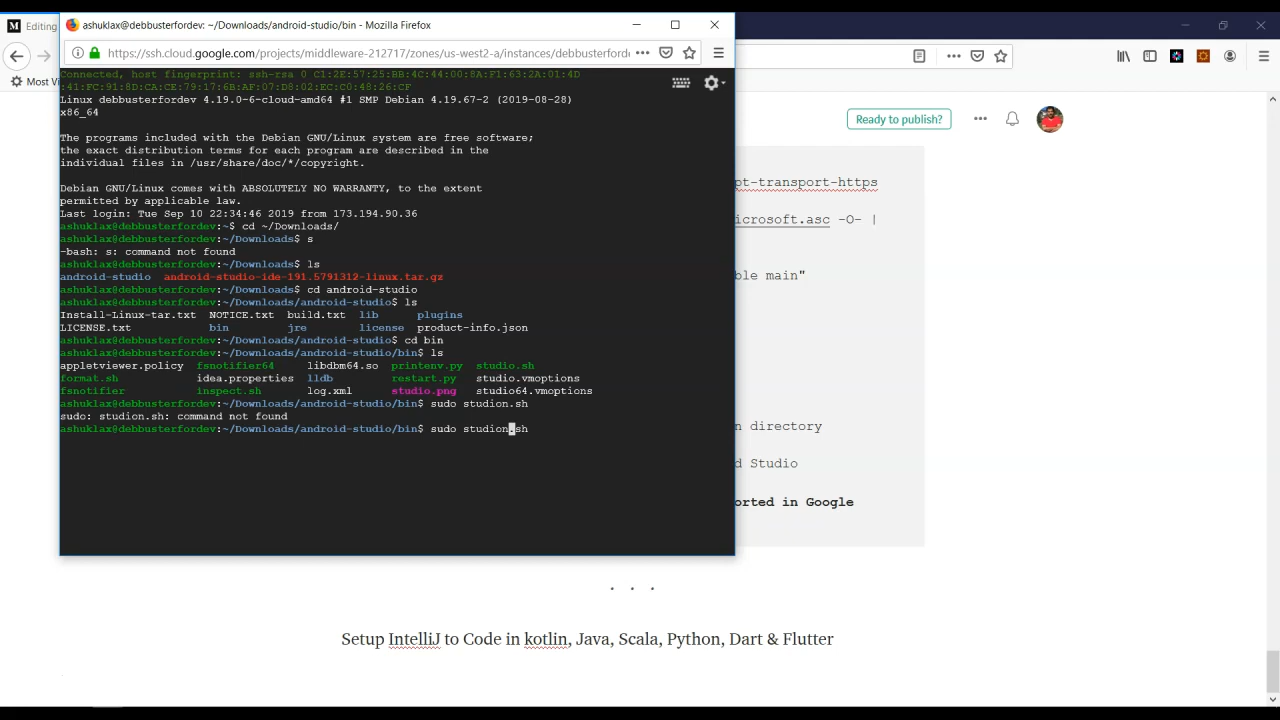 M Editing
ashuklax@debbusterfordev: ~/Downloads/android-studio/bin - Mozilla Firefox
https://ssh.cloud.google.com/projects/middleware-212717/zones/us-west2-a/instances/debbusterford
Most Vi
Connected, host fingerprint: ssh-rsa 0 C1:2E:57:25:BB:4C:44:00:8A:F1:63:2A:01:4D
:41:FC:91:8D:CA:CE:79:17:6B:AF:07:D8:02:EC:C0:48:26:CF
Linux debbusterfordev 4.19.0-6-cloud-amd64 #1 SMP Debian 4.19.67-2 (2019-08-28)
x86_64
The programs included with the Debian GNU/Linux system are free software;
the exact distribution terms for each program are described in the
individual files in /usr/share/doc/*/copyright.
Debian GNU/Linux comes with ABSOLUTELY NO WARRANTY, to the extent
permitted by applicable law.
Last login: Tue Sep 10 22:34:46 2019 from 173.194.90.36
ashuklax@debbusterfordev:~$ cd ~/Downloads/
ashuklax@debbusterfordev:~/Downloads$ s
-bash: s: command not found
ashuklax@debbusterfordev:~/Downloads$ ls
android-studio android-studio-ide-191.5791312-linux.tar.gz
ashuklax@debbusterfordev:~/Downloads$ cd android-studio
ashuklax@debbusterfordev:~/Downloads/android-studio$ ls
Install-Linux-tar.txt NOTICE.txt build.txt lib plugins
LICENSE.txt bin jre license product-info.json
ashuklax@debbusterfordev:~/Downloads/android-studio$ cd bin
ashuklax@debbusterfordev:~/Downloads/android-studio/bin$ ls
appletviewer.policy fsnotifier64 libdbm64.so printenv.py studio.sh
format.sh idea.properties lldb restart.py studio.vmoptions
fsnotifier inspect.sh log.xml studio.png studio64.vmoptions
ashuklax@debbusterfordev:~/Downloads/android-studio/bin$ sudo studion.sh
sudo: studion.sh: command not found
ashuklax@debbusterfordev:~/Downloads/android-studio/bin$ sudo studion.sh
Ready to publish?
pt-transport-https
icrosoft.asc -O- |
ble main"
n directory
d Studio
orted in Google
. . .
Setup IntelliJ to Code in kotlin, Java, Scala, Python, Dart & Flutter